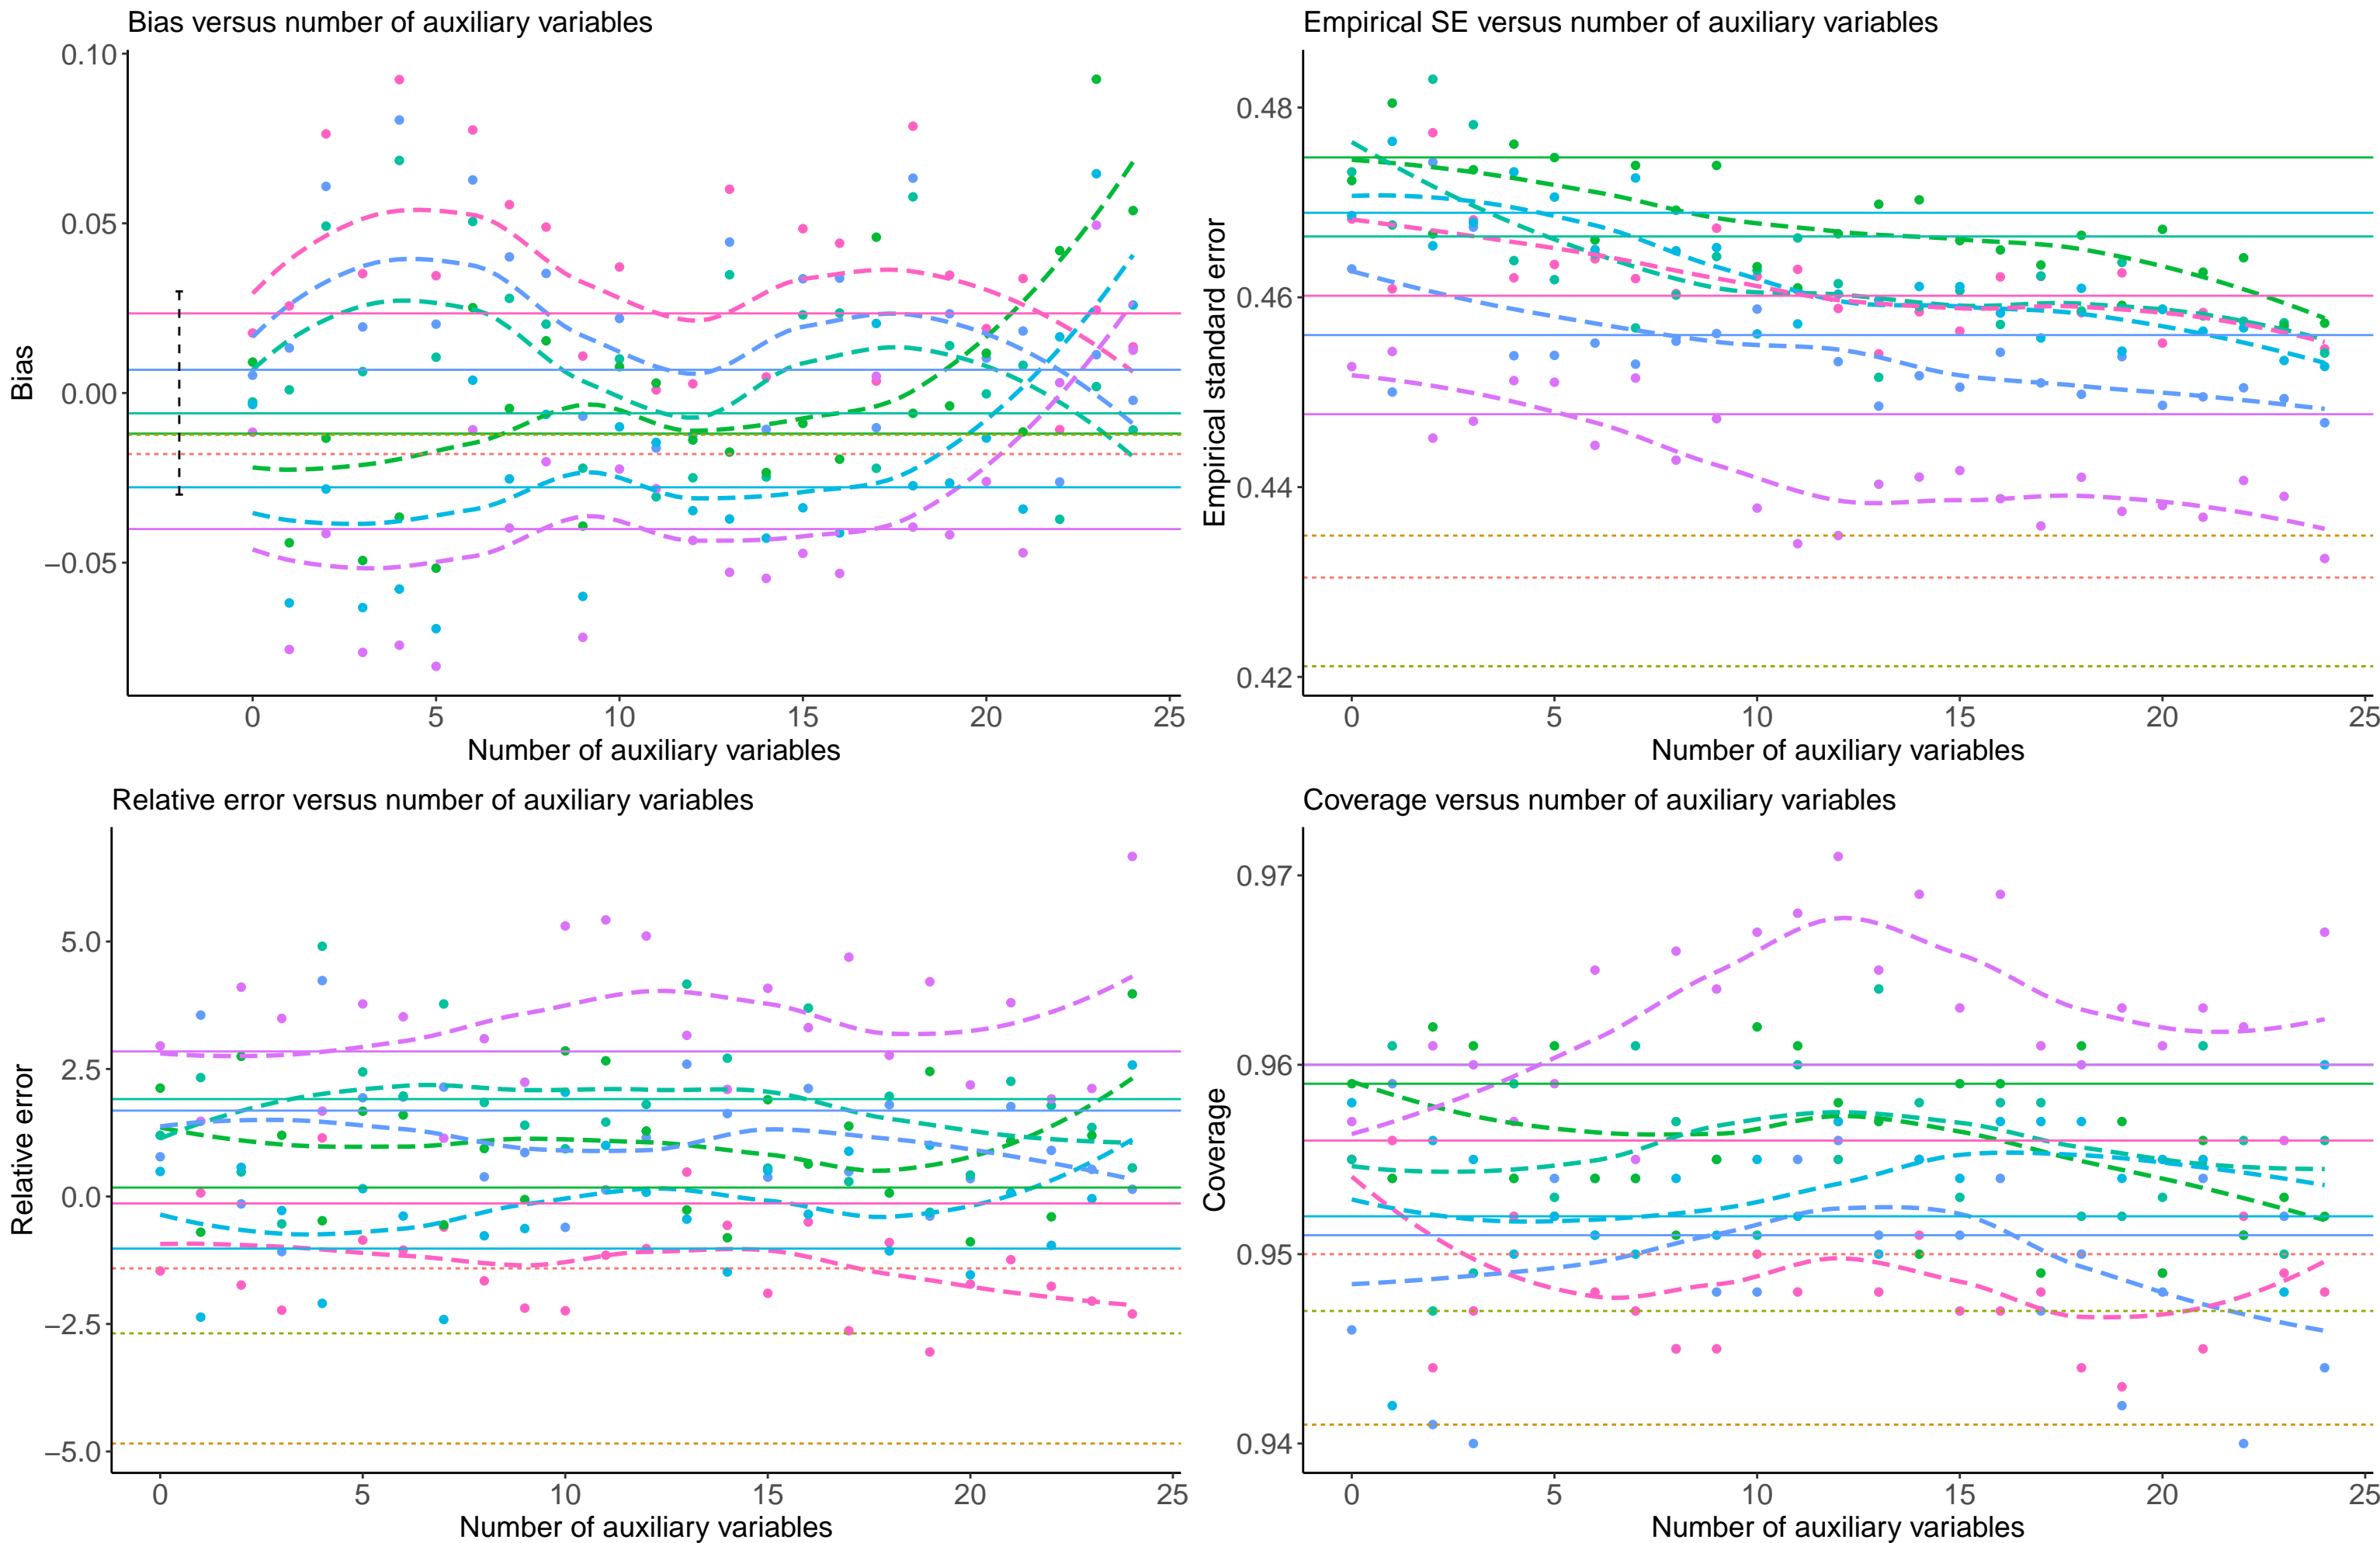 Bias versus number of auxiliary variables
0.10
0.05
0.00
−0.05
Bias
0 5 10 15 20 25
Number of auxiliary variables
Empirical SE versus number of auxiliary variables
0.48
0.46
0.44
0.42
Empirical standard error
0 5 10 15 20 25
Number of auxiliary variables
Relative error versus number of auxiliary variables
5.0
2.5
0.0
−2.5
−5.0
Relative error
0 5 10 15 20 25
Number of auxiliary variables
Coverage versus number of auxiliary variables
0.97
0.96
0.95
0.94
Coverage
0 5 10 15 20 25
Number of auxiliary variables